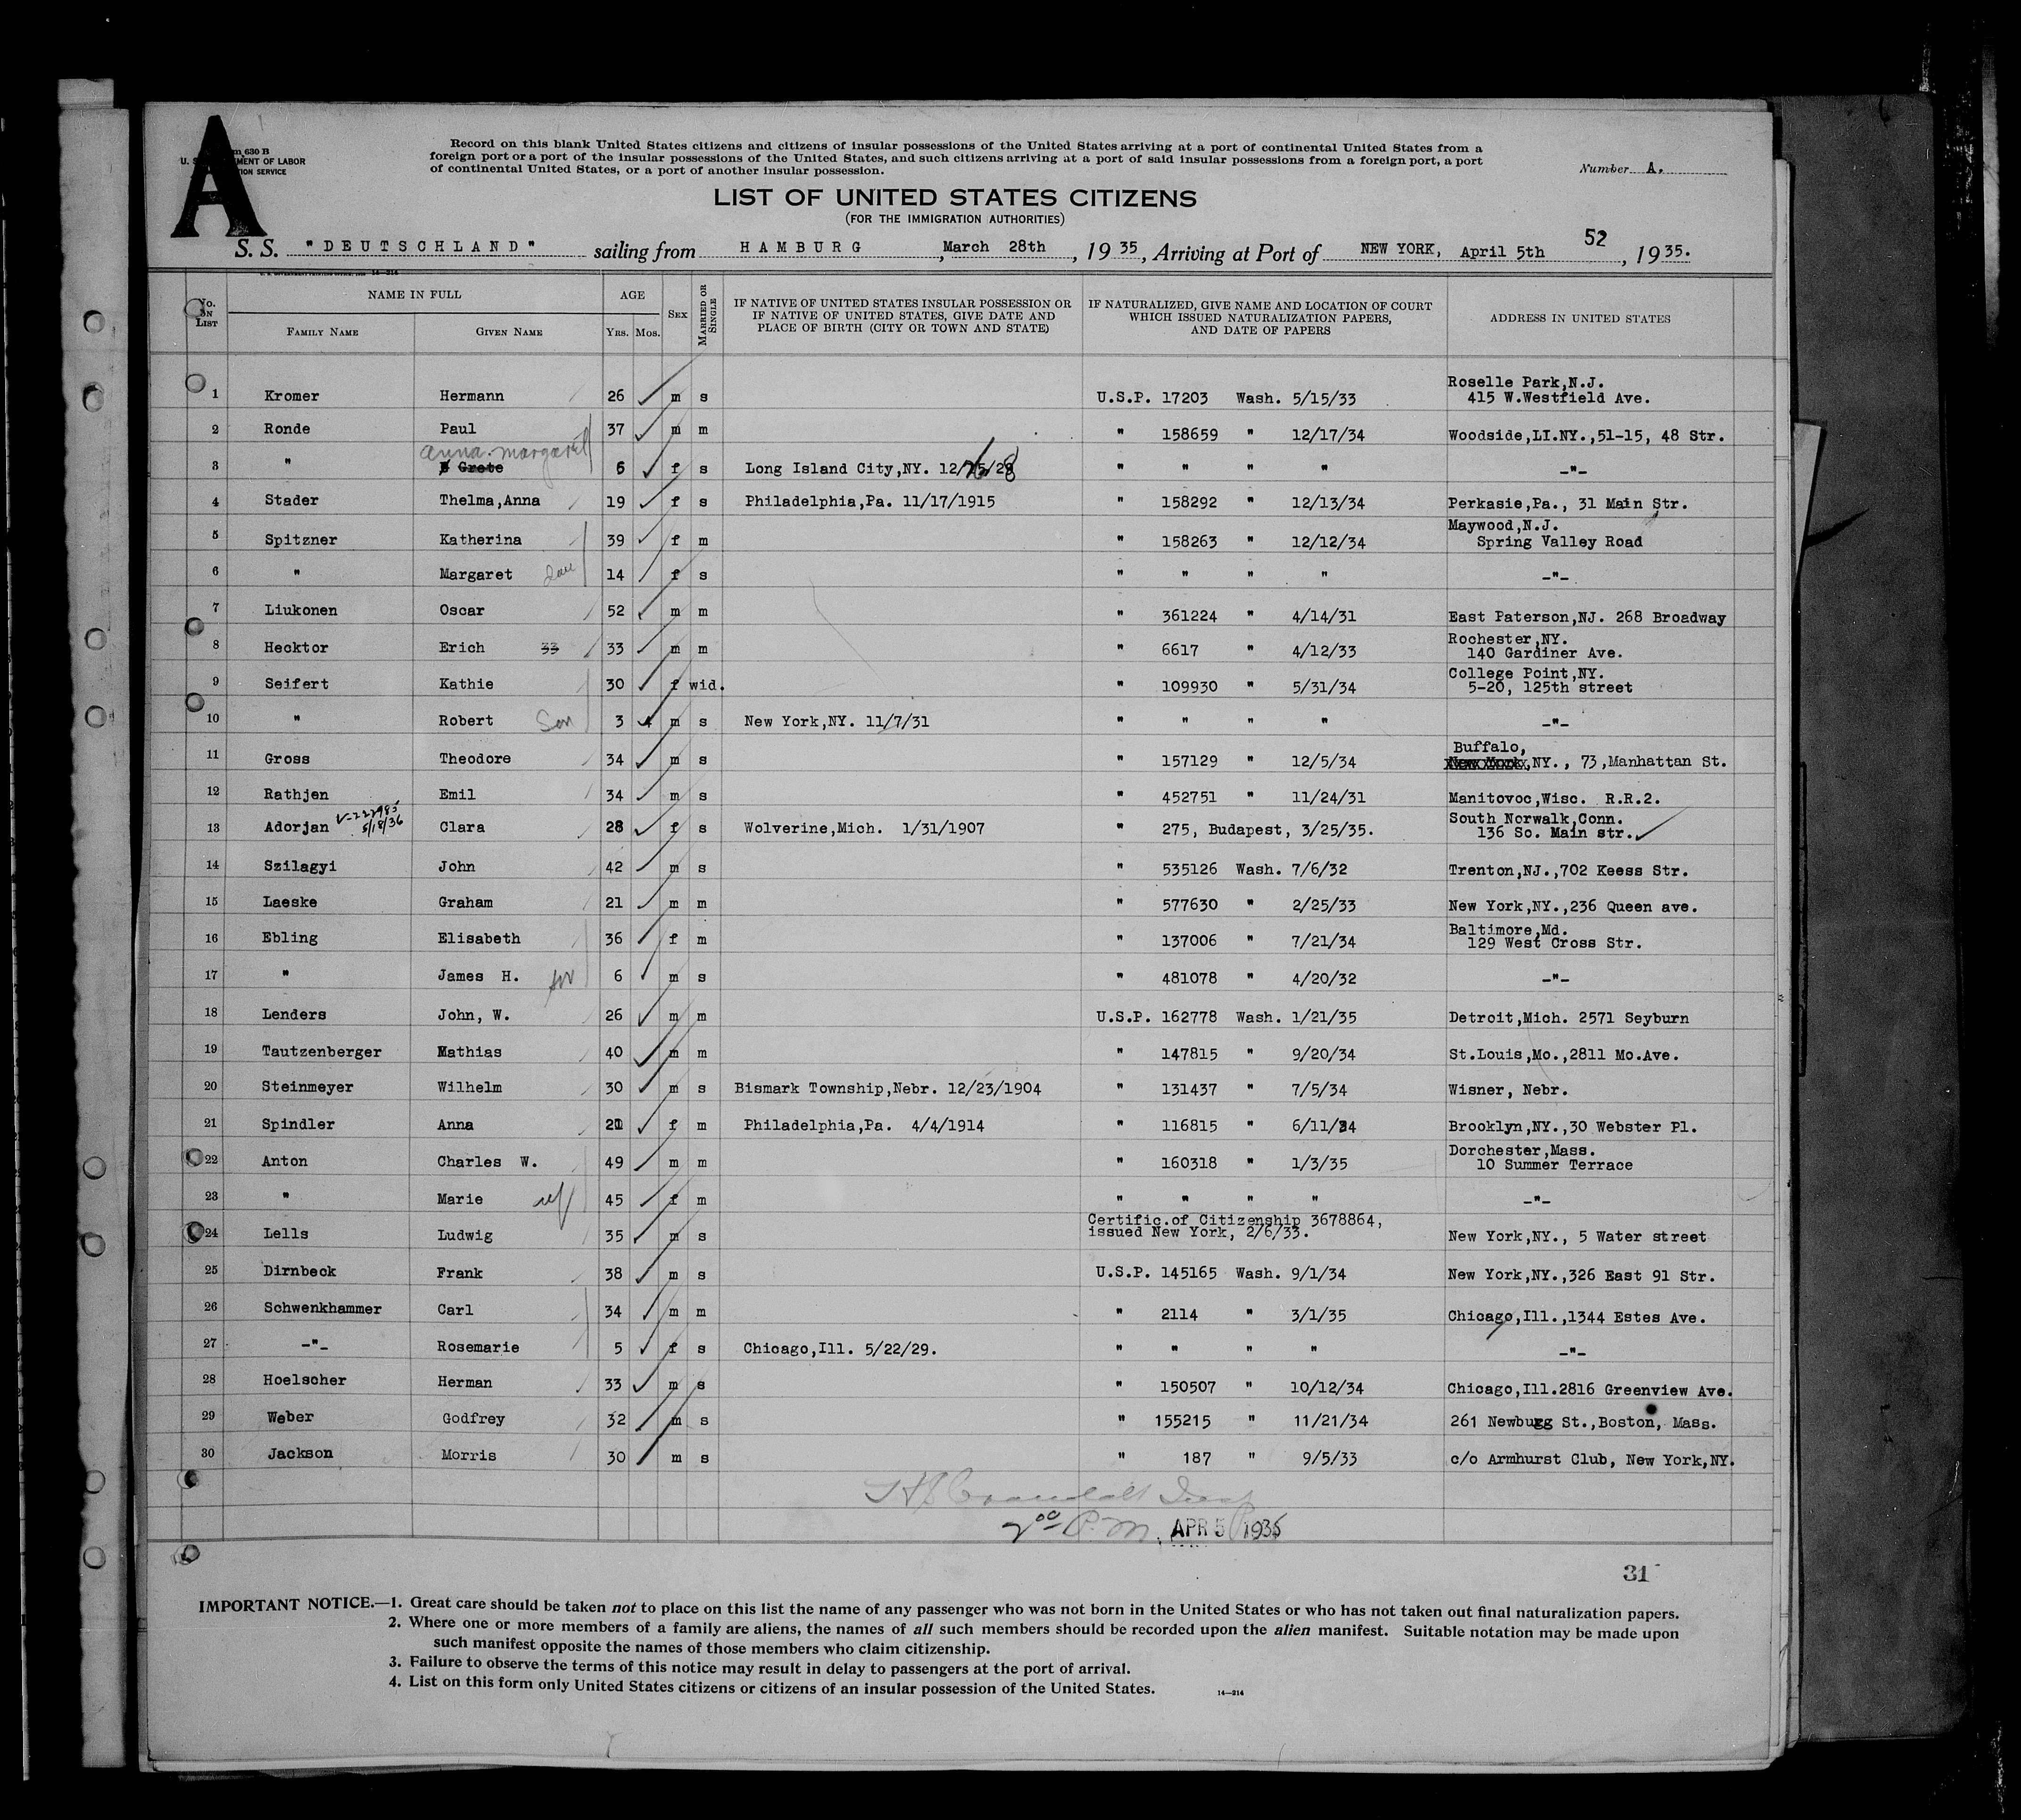 A
Form 630 B
U. S. DEPARTMENT OF LABOR
IMMIGRATION SERVICE
Record on this blank United States citizens and citizens of insular possessions of the United States arriving at a port of continental United States from a
foreign port or a port of the insular possessions of the United States, and such citizens arriving at a port of said insular possessions from a foreign port, a port
of continental United States, or a port of another insular possession.
Number A.
LIST OF UNITED STATES CITIZENS
(FOR THE IMMIGRATION AUTHORITIES)
52
S. S. "DEUTSCHLAND" sailing from HAMBURG, March 28th, 1935, Arriving at Port of NEW YORK, April 5th, 1935.
No. on List NAME IN FULL AGE Sex Married or Single IF NATIVE OF UNITED STATES INSULAR POSSESSION OR IF NATIVE OF UNITED STATES, GIVE DATE AND PLACE OF BIRTH (CITY OR TOWN AND STATE) IF NATURALIZED, GIVE NAME AND LOCATION OF COURT WHICH ISSUED NATURALIZATION PAPERS, AND DATE OF PAPERS ADDRESS IN UNITED STATES
Family Name Given Name Yrs. Mos.
1 Kromer Hermann 26 m s U.S.P. 17203 Wash. 5/15/33 Roselle Park,N.J. 415 W.Westfield Ave.
2 Ronde Paul 37 m m " 158659 " 12/17/34 Woodside,LI.NY.,51-15, 48 Str.
anna. margaret
3 " Grete 6 f s Long Island City,NY. 12/ /28 " " " " -"-
4 Stader Thelma,Anna 19 f s Philadelphia,Pa. 11/17/1915 " 158292 " 12/13/34 Perkasie,Pa., 31 Main Str.
5 Spitzner Katherina 39 f m " 158263 " 12/12/34 Maywood,N.J. Spring Valley Road
6 " Margaret dau 14 f s " " " " -"-
7 Liukonen Oscar 52 m m " 361224 " 4/14/31 East Paterson,NJ. 268 Broadway
8 Hecktor Erich 33 33 m m " 6617 " 4/12/33 Rochester,NY. 140 Gardiner Ave.
9 Seifert Kathie 30 f wid. " 109930 " 5/31/34 College Point,NY. 5-20, 125th street
10 " Robert Son 3 4 m s New York,NY. 11/7/31 " " " " -"-
11 Gross Theodore 34 m s " 157129 " 12/5/34 Buffalo, New York,NY., 73,Manhattan St.
12 Rathjen Emil 34 m s " 452751 " 11/24/31 Manitovoc,Wisc. R.R.2.
13 Adorjan V-222985 5/18/36 Clara 28 f s Wolverine,Mich. 1/31/1907 " 275, Budapest, 3/25/35. South Norwalk,Conn. 136 So. Main str.
14 Szilagyi John 42 m s " 535126 Wash. 7/6/32 Trenton,NJ.,702 Keess Str.
15 Laeske Graham 21 m m " 577630 " 2/25/33 New York,NY.,236 Queen ave.
16 Ebling Elisabeth 36 f m " 137006 " 7/21/34 Baltimore,Md. 129 West Cross Str.
17 " James H. son 6 m s " 481078 " 4/20/32 -"-
18 Lenders John, W. 26 m m U.S.P. 162778 Wash. 1/21/35 Detroit,Mich. 2571 Seyburn
19 Tautzenberger Mathias 40 m m " 147815 " 9/20/34 St.Louis,Mo.,2811 Mo.Ave.
20 Steinmeyer Wilhelm 30 m s Bismark Township,Nebr. 12/23/1904 " 131437 " 7/5/34 Wisner, Nebr.
21 Spindler Anna 20 f m Philadelphia,Pa. 4/4/1914 " 116815 " 6/11/34 Brooklyn,NY.,30 Webster Pl.
22 Anton Charles W. 49 m m " 160318 " 1/3/35 Dorchester,Mass. 10 Summer Terrace
23 " Marie wf 45 f m " " " " -"-
24 Lells Ludwig 35 m s Certific.of Citizenship 3678864, issued New York, 2/6/33. New York,NY., 5 Water street
25 Dirnbeck Frank 38 m s U.S.P. 145165 Wash. 9/1/34 New York,NY.,326 East 91 Str.
26 Schwenkhammer Carl 34 m m " 2114 " 3/1/35 Chicago,Ill.,1344 Estes Ave.
27 -"- Rosemarie 5 f s Chicago,Ill. 5/22/29. " " " " -"-
28 Hoelscher Herman 33 m s " 150507 " 10/12/34 Chicago,Ill.2816 Greenview Ave.
29 Weber Godfrey 32 m s " 155215 " 11/21/34 261 Newbugg St.,Boston, Mass.
30 Jackson Morris 30 m s " 187 " 9/5/33 c/o Armhurst Club, New York,NY.
P.M. APR 5 1935
31
IMPORTANT NOTICE.—1. Great care should be taken not to place on this list the name of any passenger who was not born in the United States or who has not taken out final naturalization papers.
2. Where one or more members of a family are aliens, the names of all such members should be recorded upon the alien manifest. Suitable notation may be made upon
such manifest opposite the names of those members who claim citizenship.
3. Failure to observe the terms of this notice may result in delay to passengers at the port of arrival.
4. List on this form only United States citizens or citizens of an insular possession of the United States. 14—214